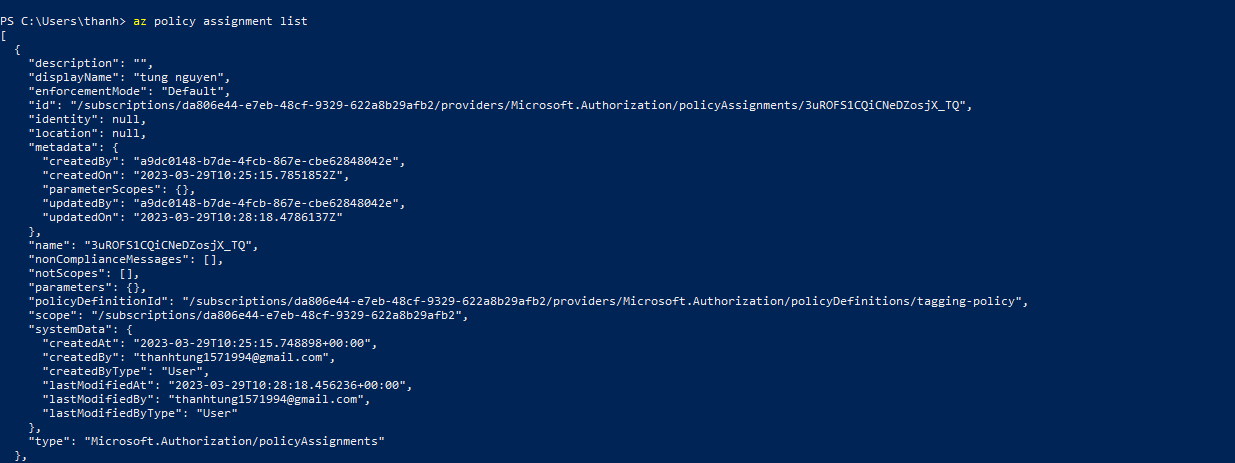 PS C:\Users\thanh> az policy assignment list
[
  {
    "description": "",
    "displayName": "tung nguyen",
    "enforcementMode": "Default",
    "id": "/subscriptions/da806e44-e7eb-48cf-9329-622a8b29afb2/providers/Microsoft.Authorization/policyAssignments/3uROFS1CQiCNeDZosjX_TQ",
    "identity": null,
    "location": null,
    "metadata": {
      "createdBy": "a9dc0148-b7de-4fcb-867e-cbe62848042e",
      "createdOn": "2023-03-29T10:25:15.7851852Z",
      "parameterScopes": {},
      "updatedBy": "a9dc0148-b7de-4fcb-867e-cbe62848042e",
      "updatedOn": "2023-03-29T10:28:18.4786137Z"
    },
    "name": "3uROFS1CQiCNeDZosjX_TQ",
    "nonComplianceMessages": [],
    "notScopes": [],
    "parameters": {},
    "policyDefinitionId": "/subscriptions/da806e44-e7eb-48cf-9329-622a8b29afb2/providers/Microsoft.Authorization/policyDefinitions/tagging-policy",
    "scope": "/subscriptions/da806e44-e7eb-48cf-9329-622a8b29afb2",
    "systemData": {
      "createdAt": "2023-03-29T10:25:15.748898+00:00",
      "createdBy": "thanhtung1571994@gmail.com",
      "createdByType": "User",
      "lastModifiedAt": "2023-03-29T10:28:18.456236+00:00",
      "lastModifiedBy": "thanhtung1571994@gmail.com",
      "lastModifiedByType": "User"
    },
    "type": "Microsoft.Authorization/policyAssignments"
  },